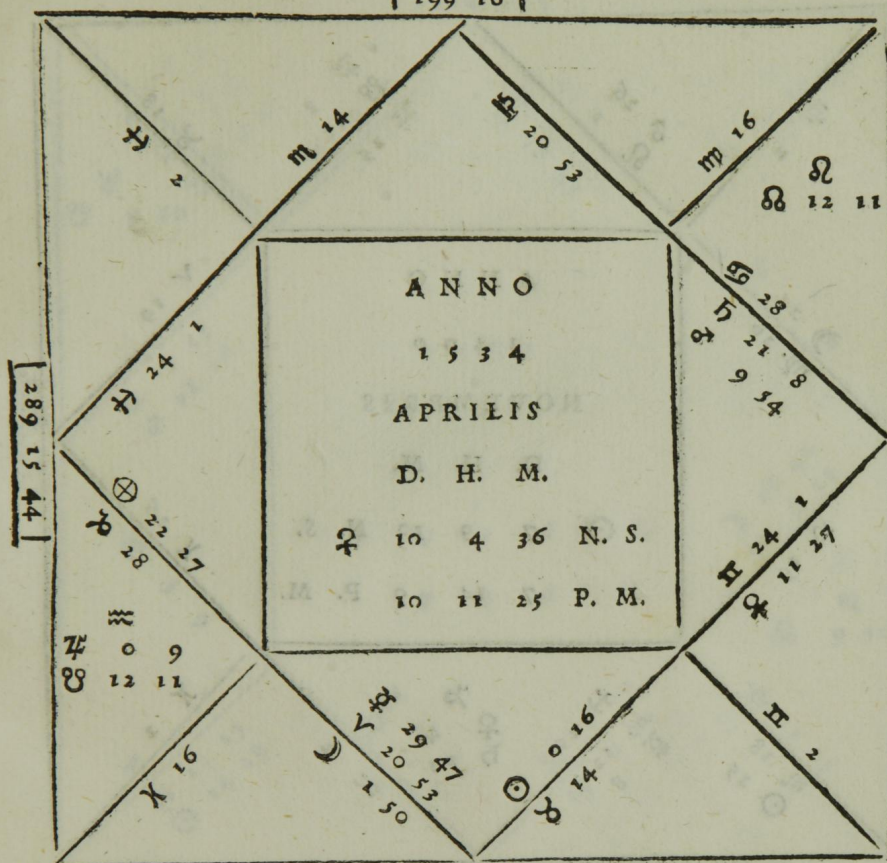 199 16
♐ 2
♏ 14
♎ 20 53
♍ 16
♌
☊ 12 11
♋ 28
♄ 21 8
♂ 9 54
♐ 24 1
ANNO
1534
APRILIS
D. H. M.
♀ 10 4 36 N. S.
10 11 25 P. M.
289 15 44
⊗ 22 27
♑ 28
♒
♃ 0 9
☋ 12 11
♓ 16
☿ 29 47
♈ 20 53
☽ 1 50
☉ 0 16
♉ 14
♊ 24 1
♀ 11 27
♊ 2